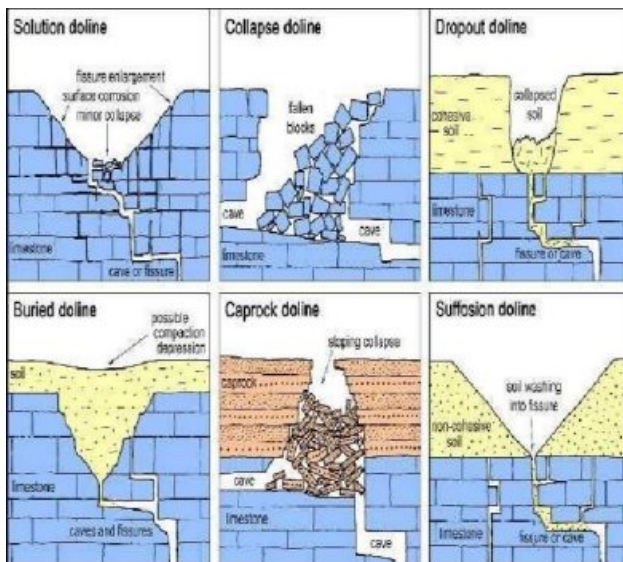 Solution doline
fissure enlargement
surface corrosion
minor collapse
limestone
cave or fissure
Collapse doline
fallen
blocks
cave
cave
limestone
Dropout doline
collapsed
soil
cohesive
soil
limestone
fissure or cave
Buried doline
possible
compaction
depression
soil
limestone
caves and fissures
Caprock doline
stoping collapse
caprock
cave
limestone
cave
Suffosion doline
soil washing
into fissure
non-cohesive
soil
limestone
fissure or cave